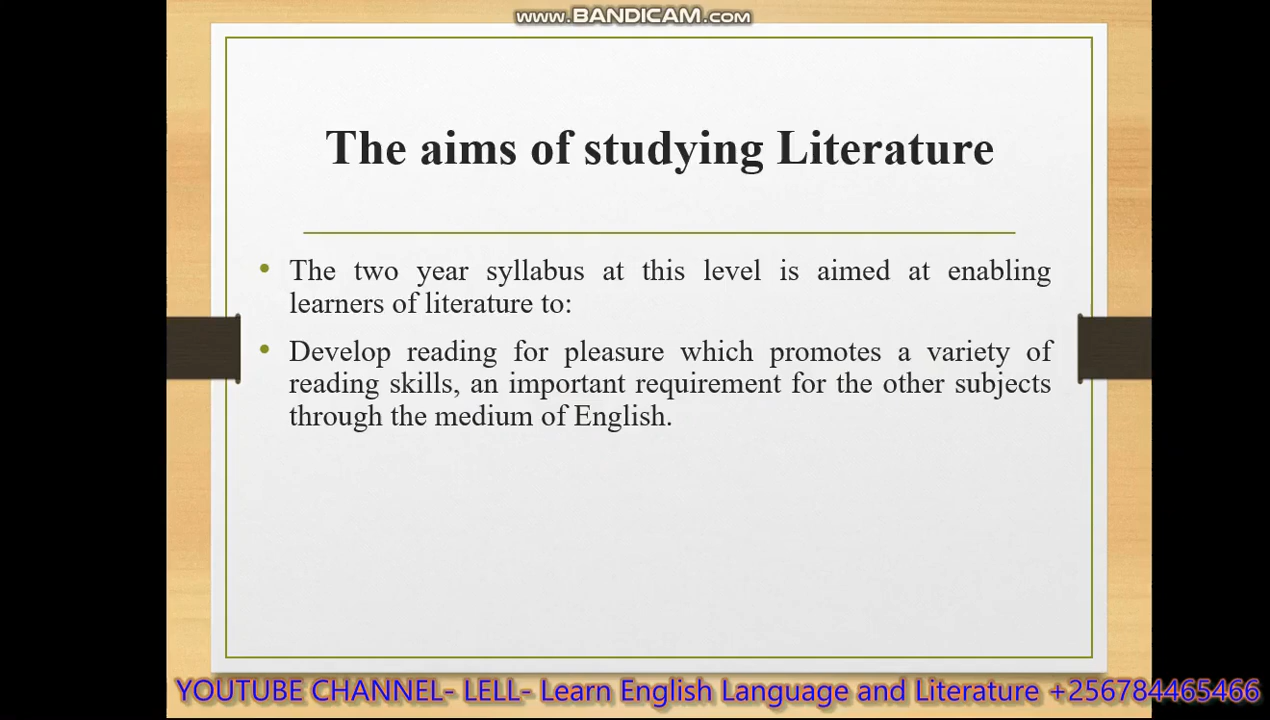 www.BANDICAM.com
The aims of studying Literature
• The two year syllabus at this level is aimed at enabling
learners of literature to:
• Develop reading for pleasure which promotes a variety of
reading skills, an important requirement for the other subjects
through the medium of English.
YOUTUBE CHANNEL- LELL- Learn English Language and Literature +256784465466